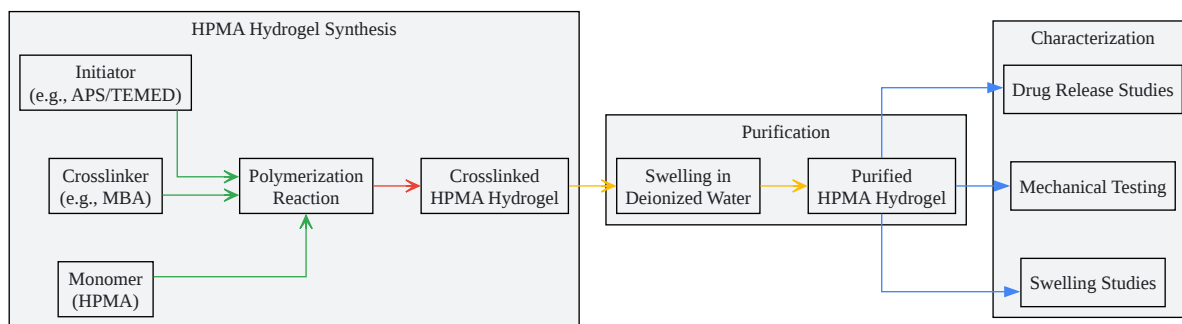 HPMA Hydrogel Synthesis
Initiator
(e.g., APS/TEMED)
Crosslinker
(e.g., MBA)
Monomer
(HPMA)
Polymerization
Reaction
Crosslinked
HPMA Hydrogel
Purification
Swelling in
Deionized Water
Purified
HPMA Hydrogel
Characterization
Drug Release Studies
Mechanical Testing
Swelling Studies